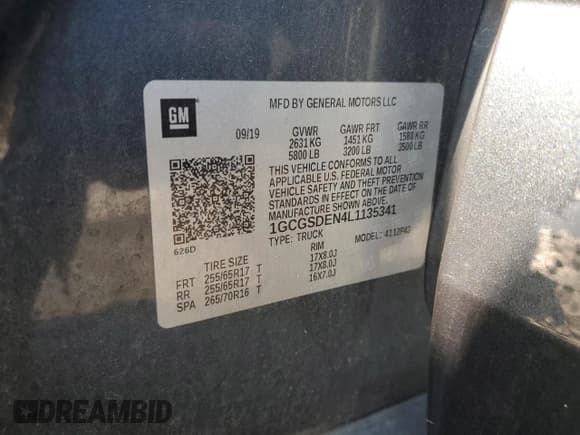 GM
MFD BY GENERAL MOTORS LLC
09/19 GVWR GAWR FRT GAWR RR
2631 KG 1451 KG 1588 KG
5800 LB 3200 LB 3500 LB
THIS VEHICLE CONFORMS TO ALL
APPLICABLE U.S. FEDERAL MOTOR
VEHICLE SAFETY AND THEFT PREVENTION
STANDARDS IN EFFECT ON THE DATE OF
MANUFACTURE SHOWN ABOVE.
1GCGSDEN4L1135341
TYPE: TRUCK MODEL:
626D
TIRE SIZE RIM
FRT 255/65R17 T 17X8.0J
RR 255/65R17 T 17X8.0J
SPA 265/70R16 T 16X7.0J
DREAMBID